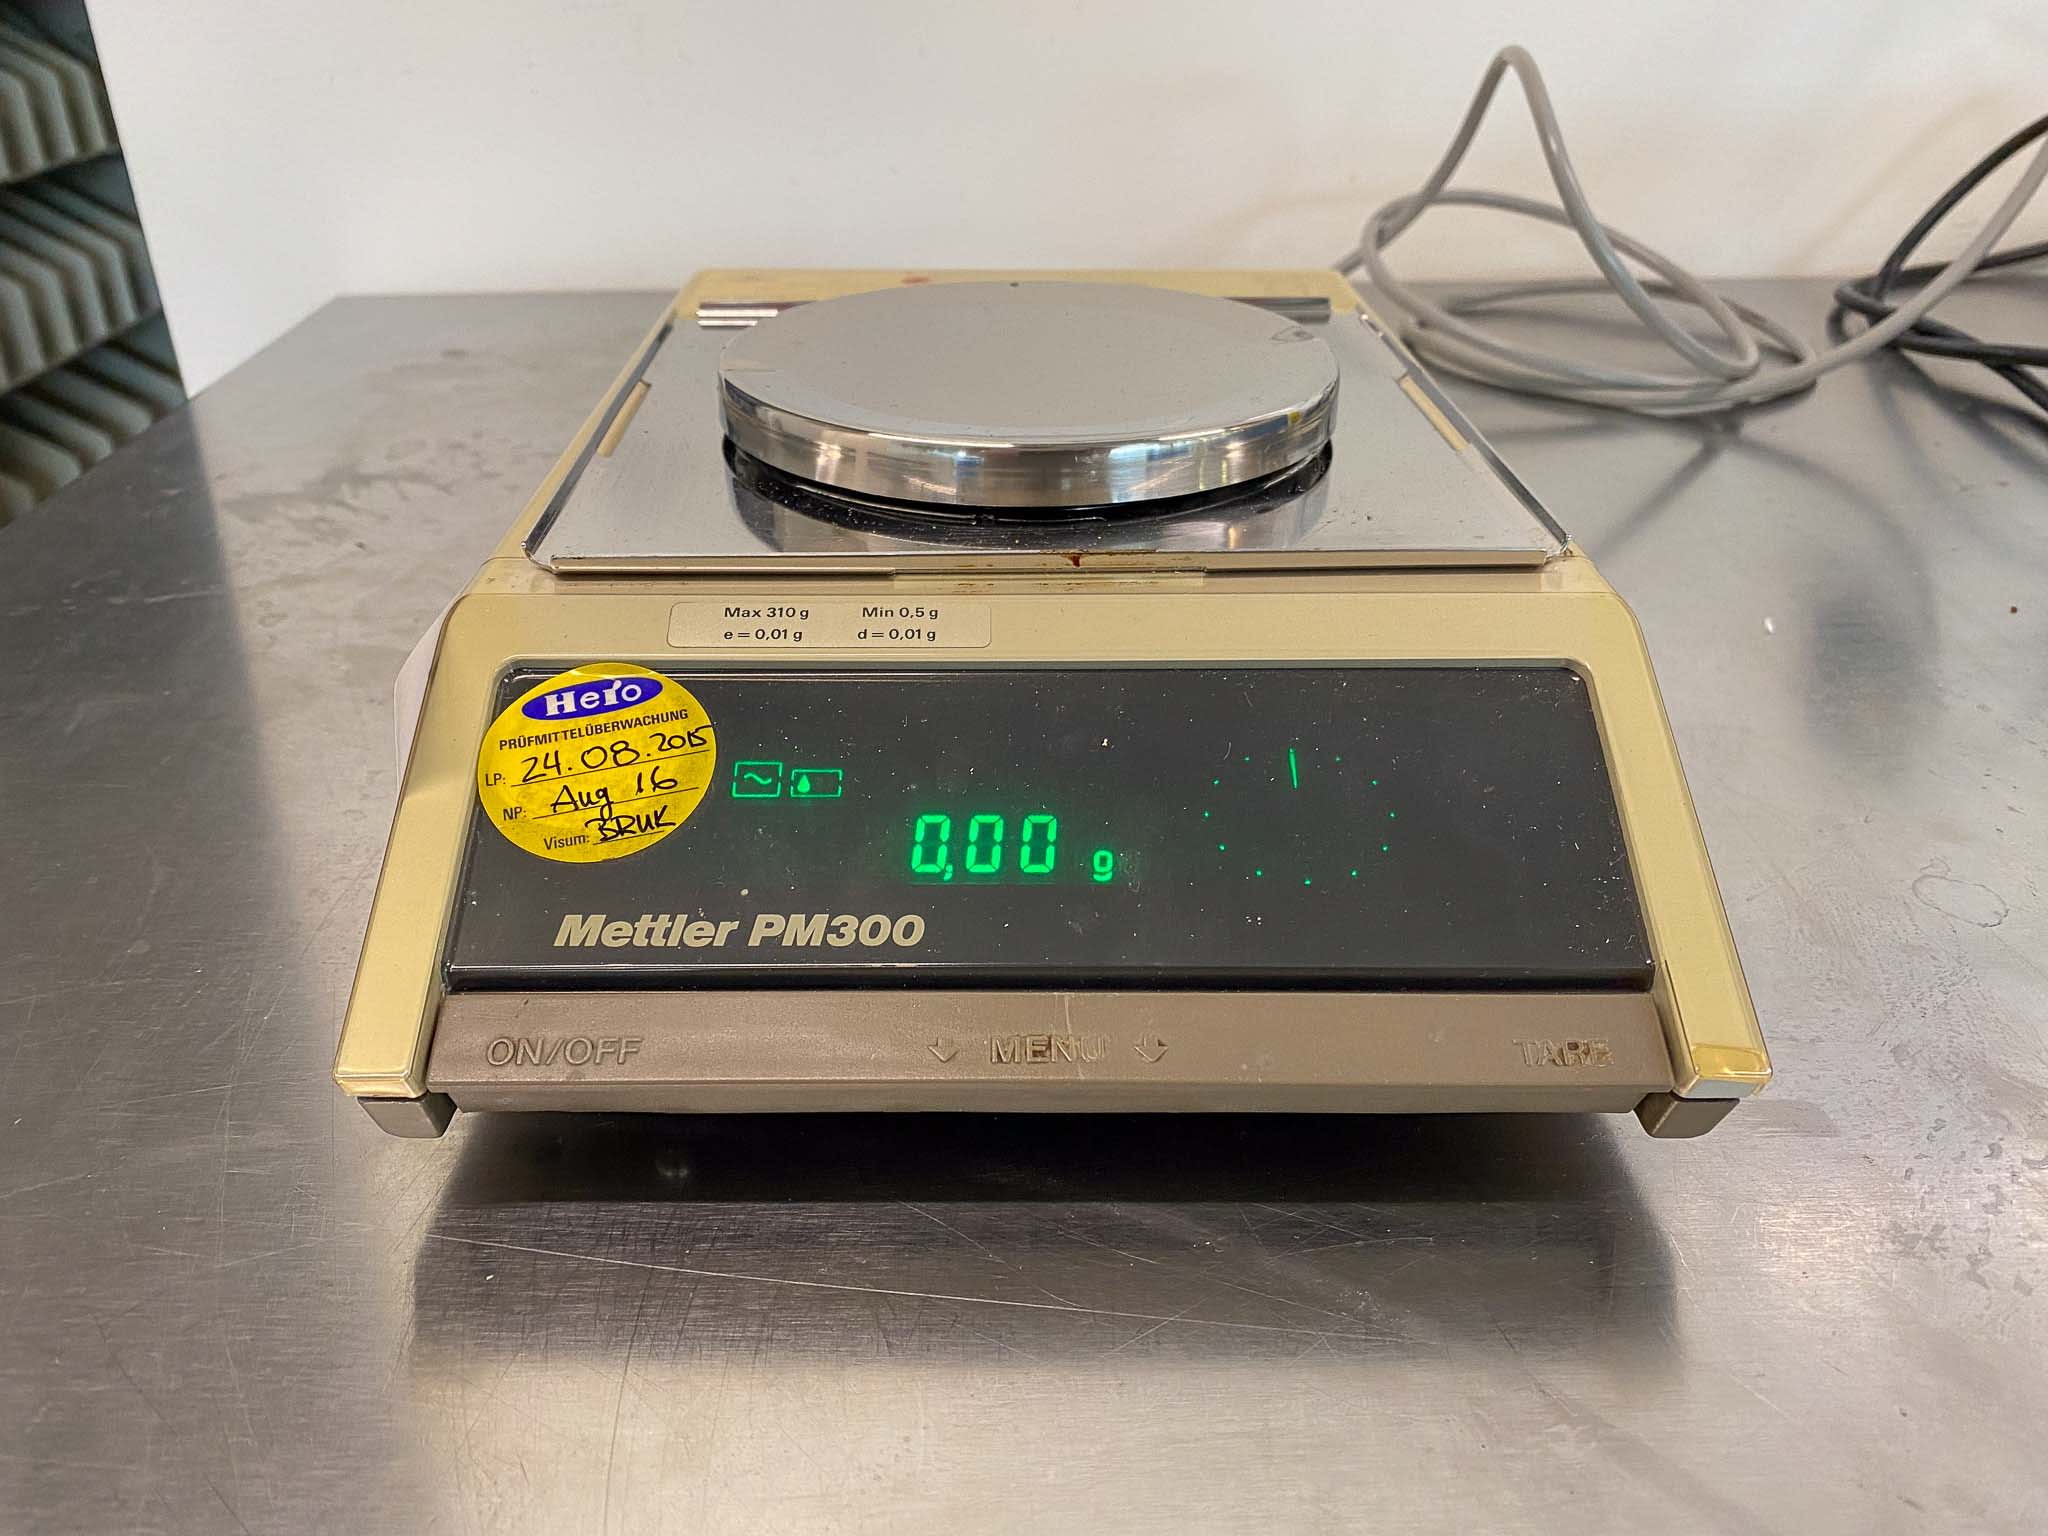 Max 310 g Min 0,5 g
e = 0,01 g d = 0,01 g
Hero
PRÜFMITTELÜBERWACHUNG
LP: 24.08.2015
NP: Aug 16
Visum: BRUK
0,00 g
Mettler PM300
ON/OFF MENU TARE